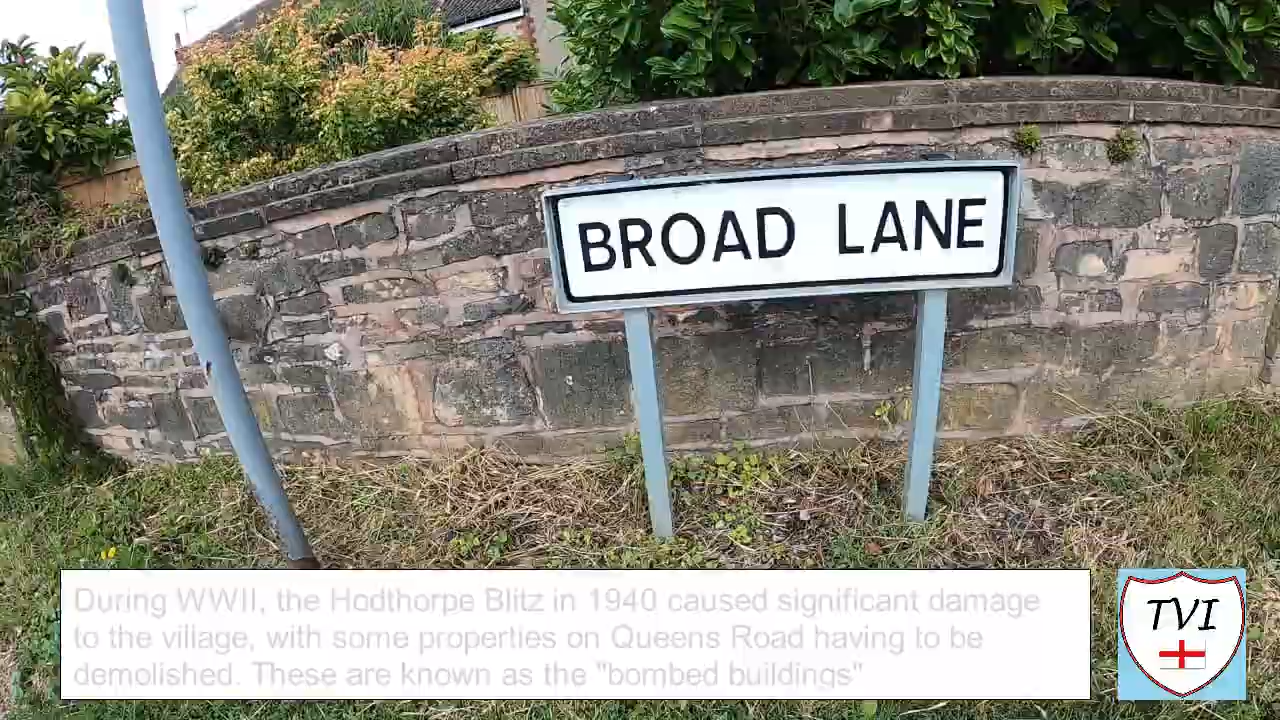 BROAD LANE
During WWII, the Hodthorpe Blitz in 1940 caused significant damage
to the village, with some properties on Queens Road having to be
demolished. These are known as the "bombed buildings"
TVI